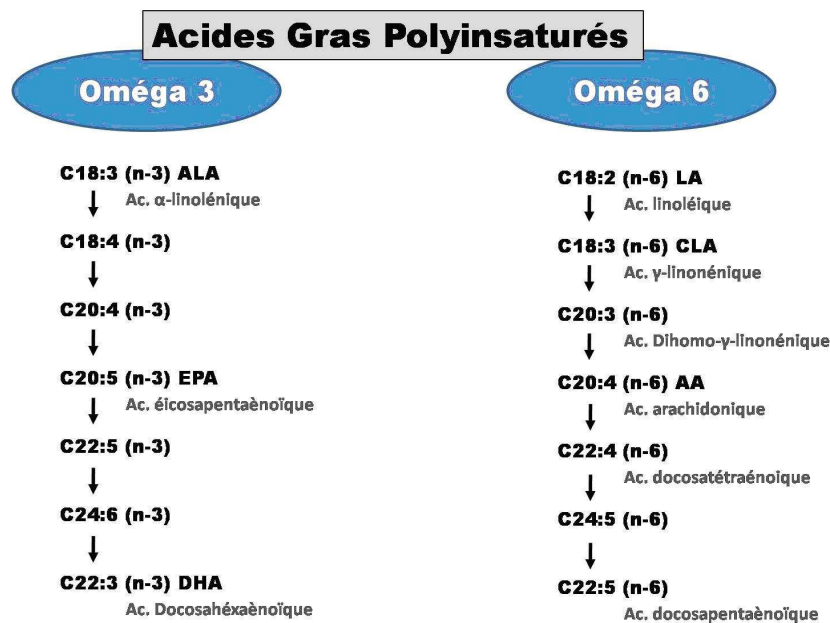 Acides Gras Polyinsaturés
Oméga 3
C18:3 (n-3) ALA
Ac. α-linolénique
C18:4 (n-3)
C20:4 (n-3)
C20:5 (n-3) EPA
Ac. éicosapentaènoïque
C22:5 (n-3)
C24:6 (n-3)
C22:3 (n-3) DHA
Ac. Docosahéxaènoïque
Oméga 6
C18:2 (n-6) LA
Ac. linoléique
C18:3 (n-6) CLA
Ac. γ-linonénique
C20:3 (n-6)
Ac. Dihomo-γ-linonénique
C20:4 (n-6) AA
Ac. arachidonique
C22:4 (n-6)
Ac. docosatétraénoique
C24:5 (n-6)
C22:5 (n-6)
Ac. docosapentaènoïque